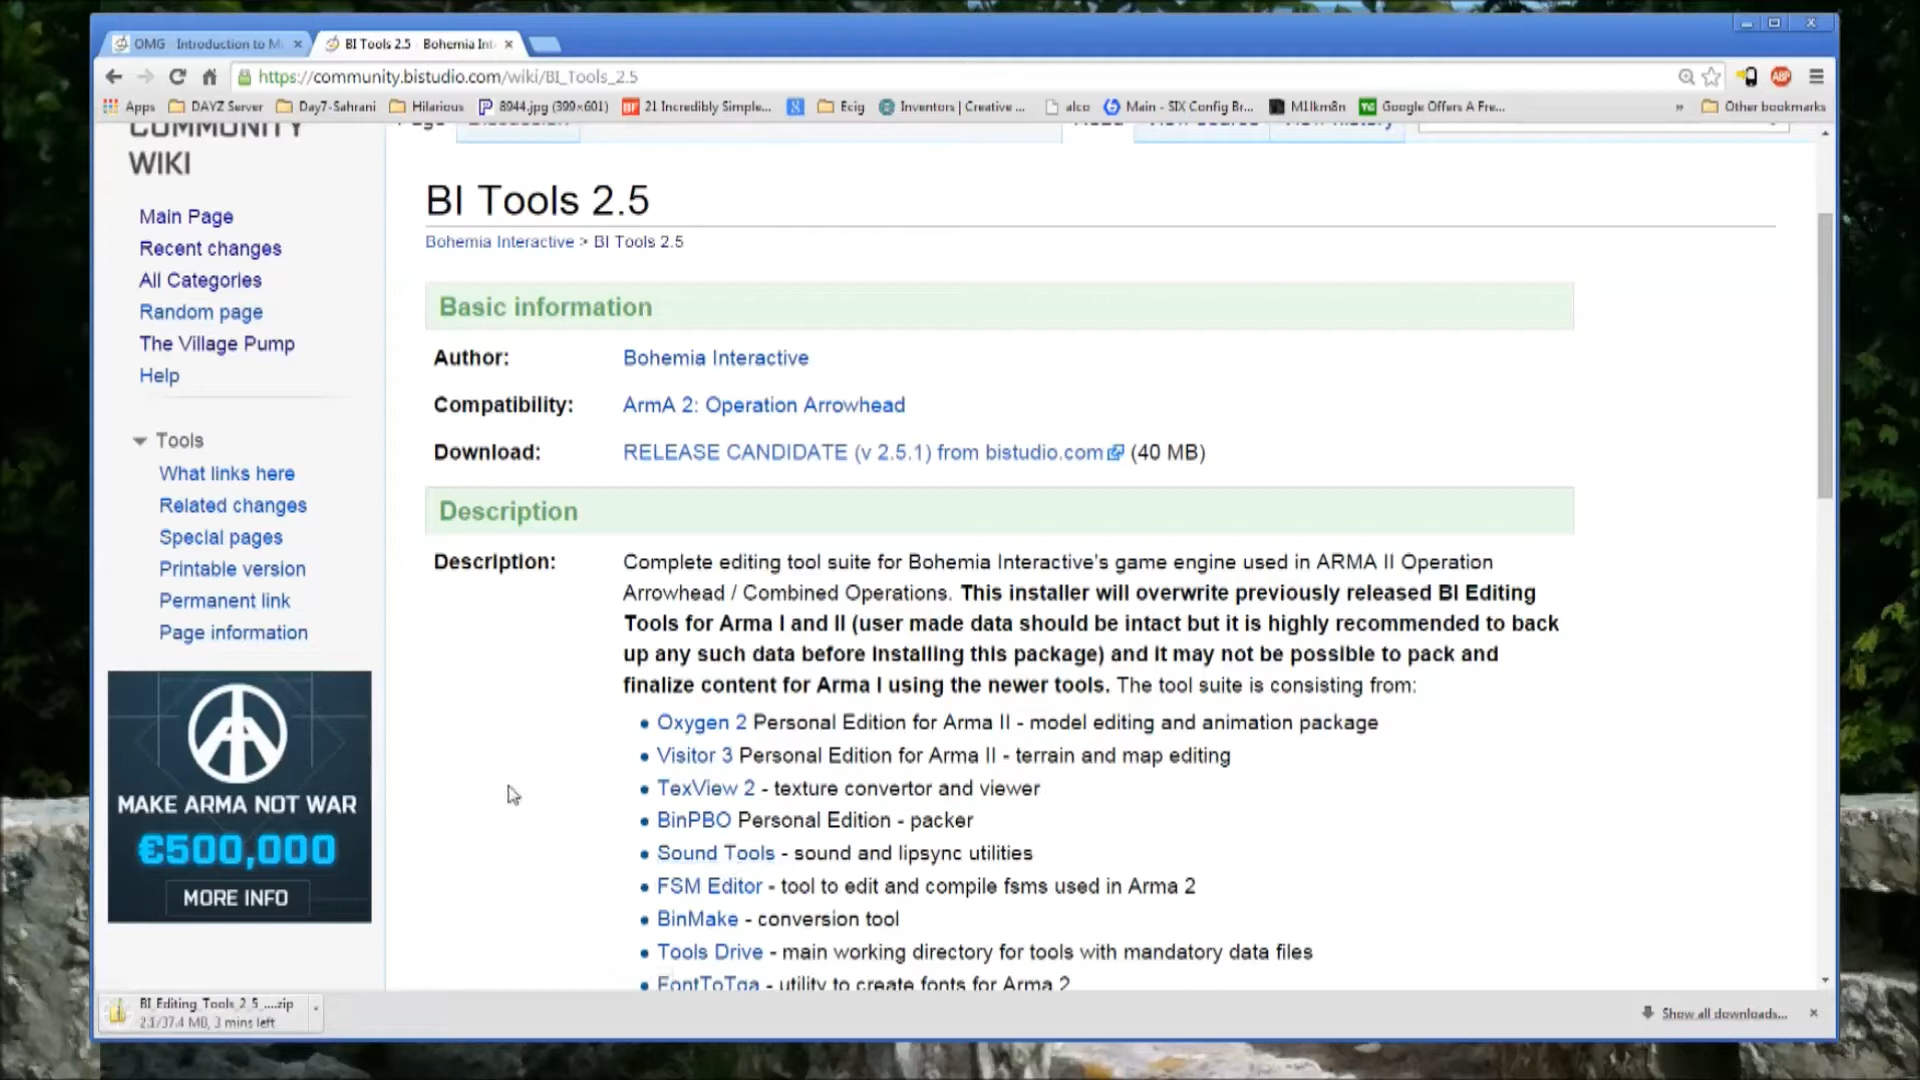 OMG Introduction to M
BI Tools 2.5 Bohemia Int
https://community.bistudio.com/wiki/BI_Tools_2.5
ABP
Apps DAYZ Server Day7-Sahrani Hilarious 8944.jpg (399×601) 21 Incredibly Simple... Ecig Inventors | Creative ... alco Main - SIX Config Br... M1lkm8n Google Offers A Fre... » Other bookmarks
COMMUNITY
WIKI
Main Page
Recent changes
All Categories
Random page
The Village Pump
Help
Tools
What links here
Related changes
Special pages
Printable version
Permanent link
Page information
MAKE ARMA NOT WAR
€500,000
MORE INFO
BI Tools 2.5
Bohemia Interactive > BI Tools 2.5
Basic information
Author: Bohemia Interactive
Compatibility: ArmA 2: Operation Arrowhead
Download: RELEASE CANDIDATE (v 2.5.1) from bistudio.com (40 MB)
Description
Description: Complete editing tool suite for Bohemia Interactive's game engine used in ARMA II Operation
Arrowhead / Combined Operations. This installer will overwrite previously released BI Editing
Tools for Arma I and II (user made data should be intact but it is highly recommended to back
up any such data before installing this package) and it may not be possible to pack and
finalize content for Arma I using the newer tools. The tool suite is consisting from:
• Oxygen 2 Personal Edition for Arma II - model editing and animation package
• Visitor 3 Personal Edition for Arma II - terrain and map editing
• TexView 2 - texture convertor and viewer
• BinPBO Personal Edition - packer
• Sound Tools - sound and lipsync utilities
• FSM Editor - tool to edit and compile fsms used in Arma 2
• BinMake - conversion tool
• Tools Drive - main working directory for tools with mandatory data files
• FontToTga - utility to create fonts for Arma 2
BI Editing Tools 2 5 ....zip
2.1/37.4 MB, 3 mins left
Show all downloads...